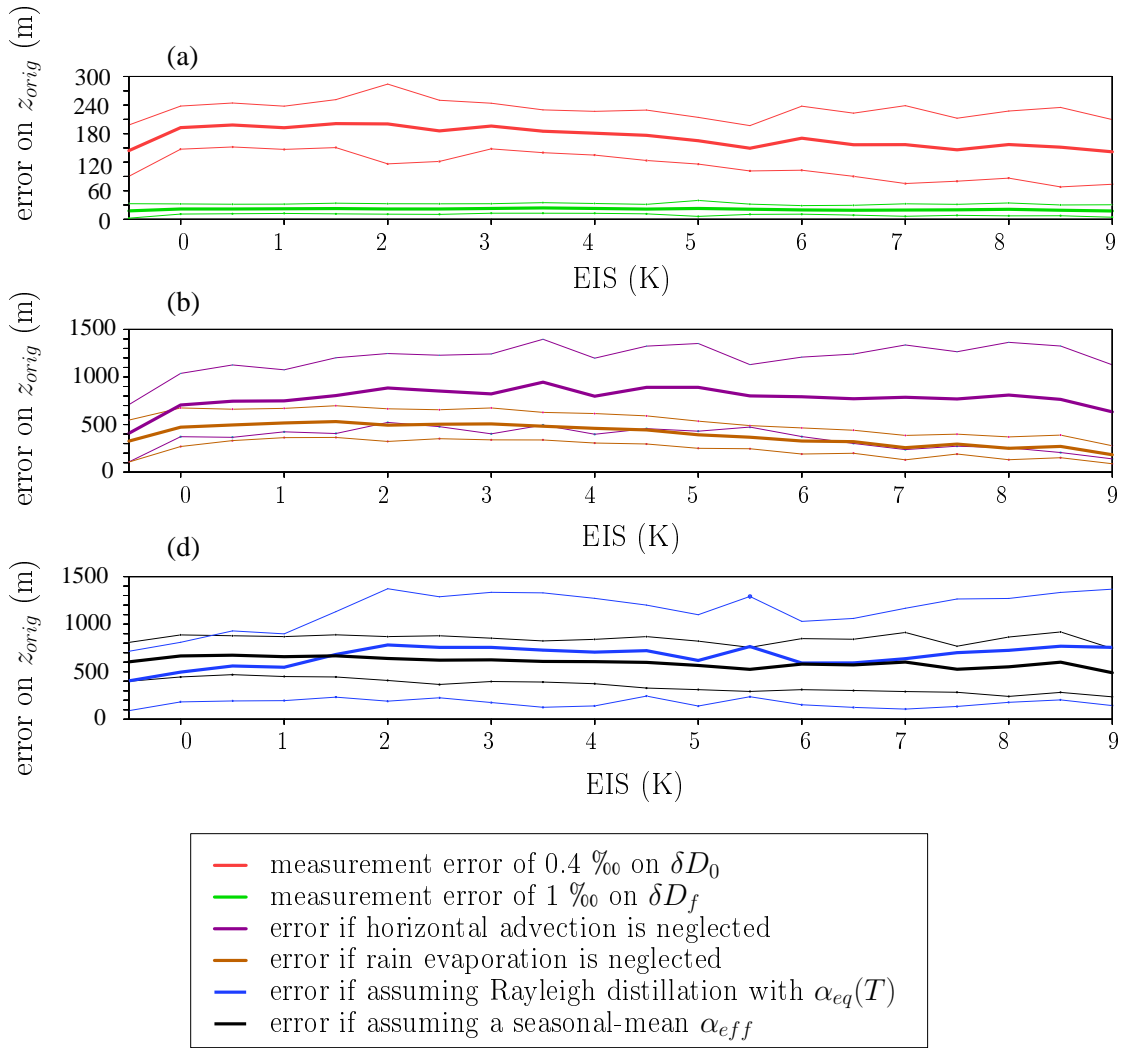 (a)
error on z_orig (m)
300
240
180
120
60
0
0 1 2 3 4 5 6 7 8 9
EIS (K)
(b)
error on z_orig (m)
1500
1000
500
0
0 1 2 3 4 5 6 7 8 9
EIS (K)
(d)
error on z_orig (m)
1500
1000
500
0
0 1 2 3 4 5 6 7 8 9
EIS (K)
measurement error of 0.4 ‰ on δD_0
measurement error of 1 ‰ on δD_f
error if horizontal advection is neglected
error if rain evaporation is neglected
error if assuming Rayleigh distillation with α_eq(T)
error if assuming a seasonal-mean α_eff